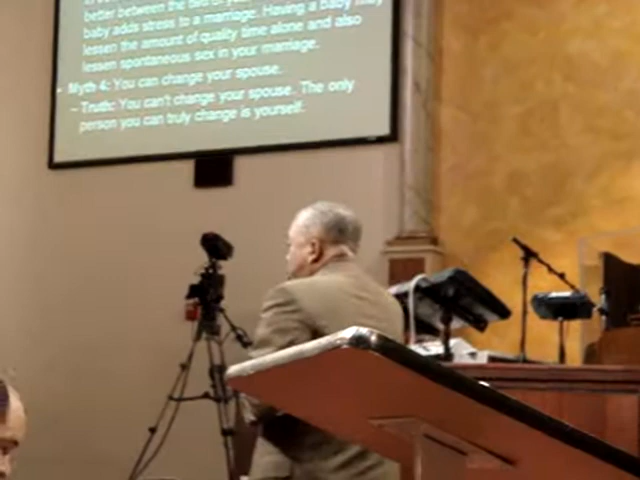 better between the two of
baby adds stress to a marriage. Having a baby may
lessen the amount of quality time alone and also
lessen spontaneous sex in your marriage.
- Myth 4: You can change your spouse.
– Truth: You can't change your spouse. The only
person you can truly change is yourself.